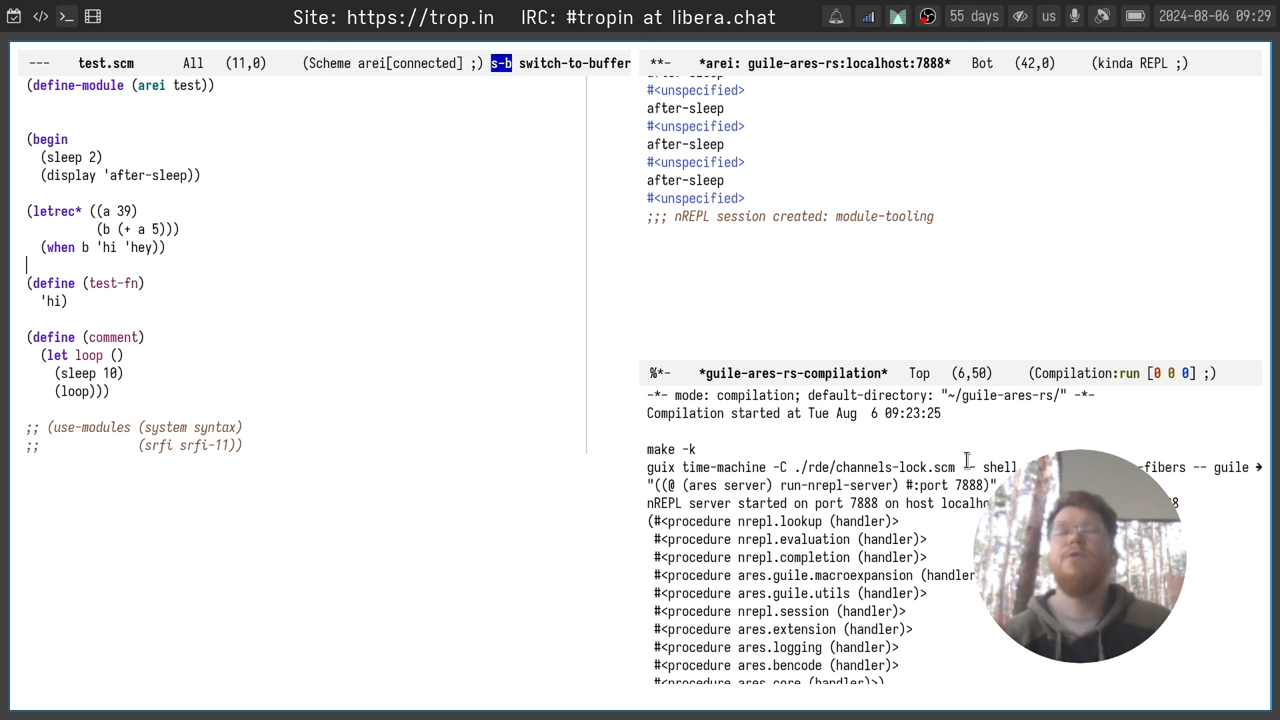 Site: https://trop.in IRC: #tropin at libera.chat
55 days us 2024-08-06 09:29
--- test.scm All (11,0) (Scheme arei[connected] ;) s-b switch-to-buffer
(define-module (arei test))
(begin
(sleep 2)
(display 'after-sleep))
(letrec* ((a 39)
(b (+ a 5)))
(when b 'hi 'hey))
(define (test-fn)
'hi)
(define (comment)
(let loop ()
(sleep 10)
(loop)))
;; (use-modules (system syntax)
;; (srfi srfi-11))
**- *arei: guile-ares-rs:localhost:7888* Bot (42,0) (kinda REPL ;)
after-sleep
#<unspecified>
after-sleep
#<unspecified>
after-sleep
#<unspecified>
after-sleep
#<unspecified>
;;; nREPL session created: module-tooling
%*- *guile-ares-rs-compilation* Top (6,50) (Compilation:run [0 0 0] ;)
-*- mode: compilation; default-directory: "~/guile-ares-rs/" -*-
Compilation started at Tue Aug 6 09:23:25
make -k
guix time-machine -C ./rde/channels-lock.scm -- shell -fibers -- guile
"((@ (ares server) run-nrepl-server) #:port 7888)"
nREPL server started on port 7888 on host
(#<procedure nrepl.lookup (handler)>
#<procedure nrepl.evaluation (handler)>
#<procedure nrepl.completion (handler)>
#<procedure ares.guile.macroexpansion (handler
#<procedure ares.guile.utils (handler)>
#<procedure nrepl.session (handler)>
#<procedure ares.extension (handler)>
#<procedure ares.logging (handler)>
#<procedure ares.bencode (handler)>
#<procedure ares.core (handler)>)